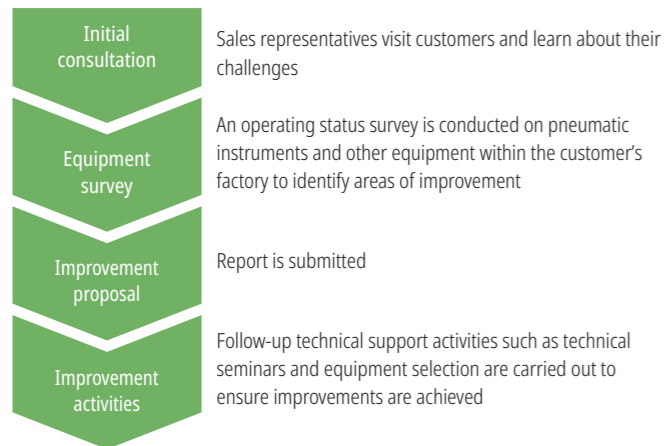 Initial
consultation
Sales representatives visit customers and learn about their
challenges
Equipment
survey
An operating status survey is conducted on pneumatic
instruments and other equipment within the customer’s
factory to identify areas of improvement
Improvement
proposal
Report is submitted
Improvement
activities
Follow-up technical support activities such as technical
seminars and equipment selection are carried out to
ensure improvements are achieved